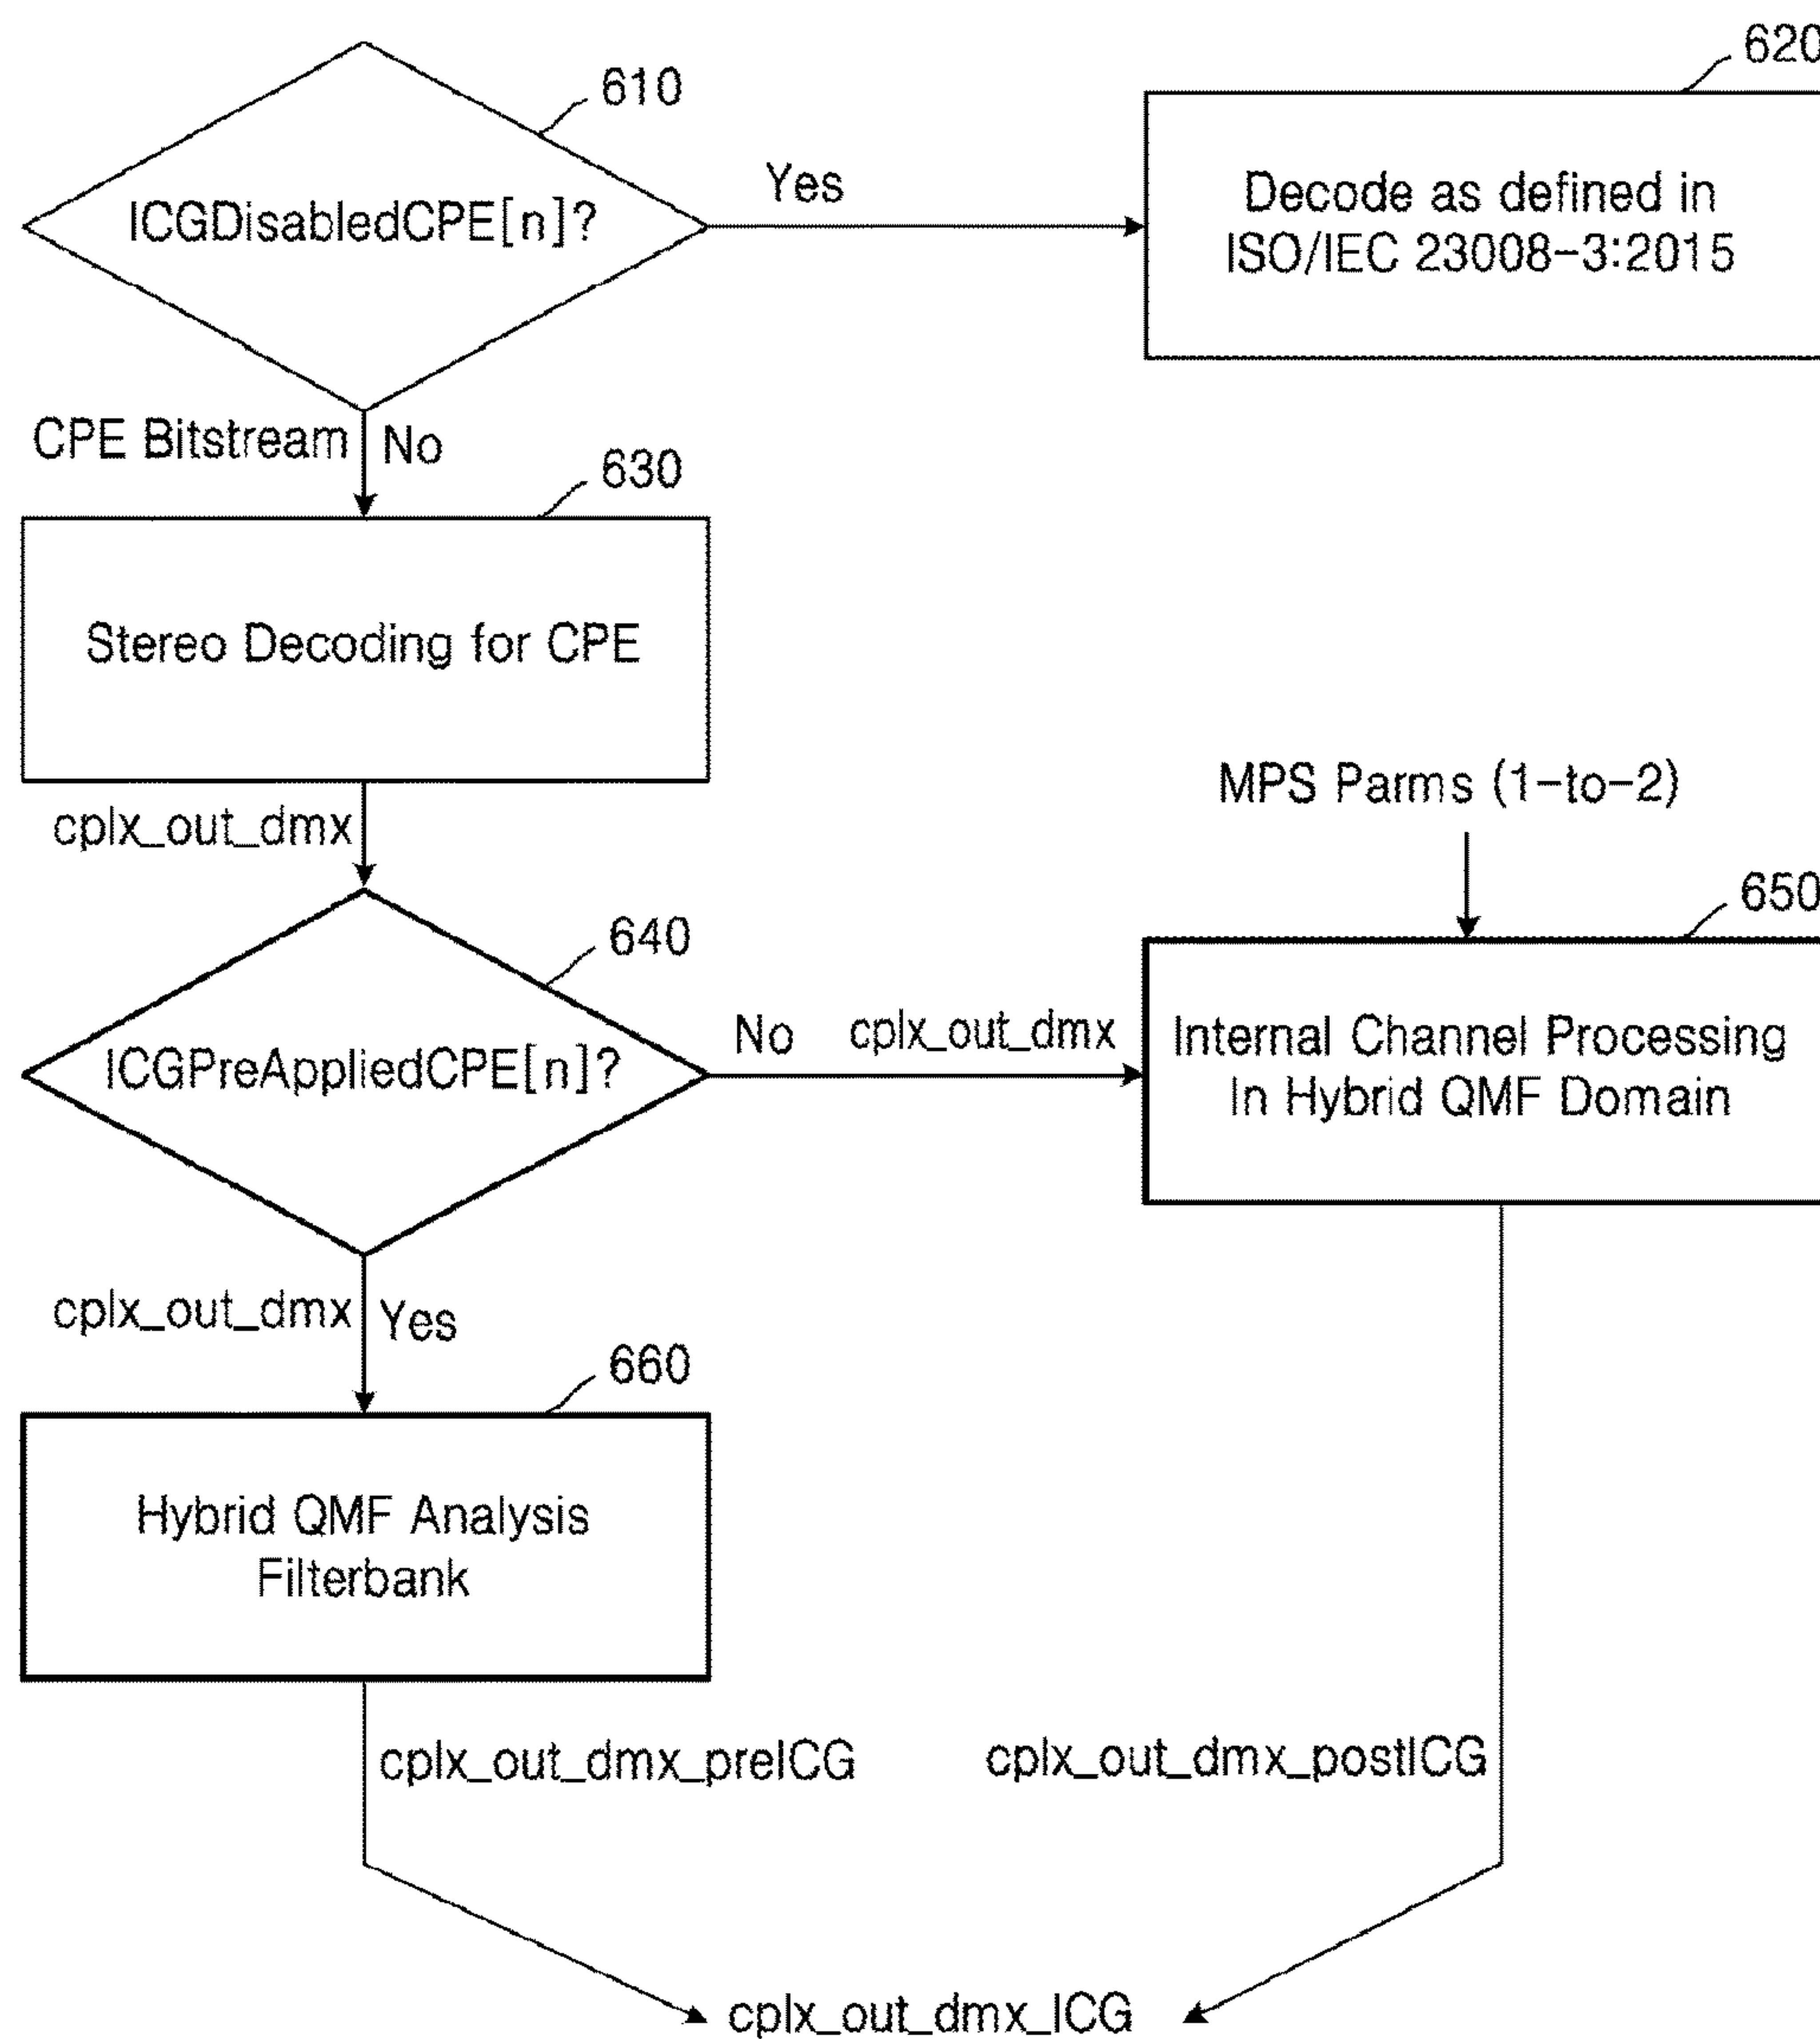 610
620
ICGDisabledCPE[n]?
Yes
Decode as defined in
ISO/IEC 23008-3:2015
CPE Bitstream
No
630
Stereo Decoding for CPE
cplx_out_dmx
MPS Parms (1-to-2)
640
650
ICGPreAppliedCPE[n]?
No
cplx_out_dmx
Internal Channel Processing
In Hybrid QMF Domain
cplx_out_dmx
Yes
660
Hybrid QMF Analysis
Filterbank
cplx_out_dmx_preICG
cplx_out_dmx_postICG
cplx_out_dmx_ICG